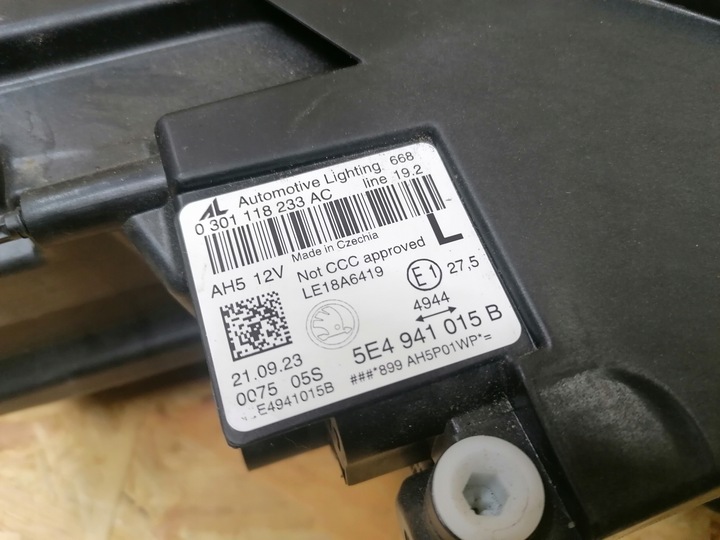 AL Automotive Lighting 668
0 301 118 233 AC line 19.2
Made in Czechia
L
AH5 12V Not CCC approved
LE18A6419
E1 27,5
4944
21.09.23 5E4 941 015 B
0075 05S ###*899 AH5P01WP*=
E4941015B